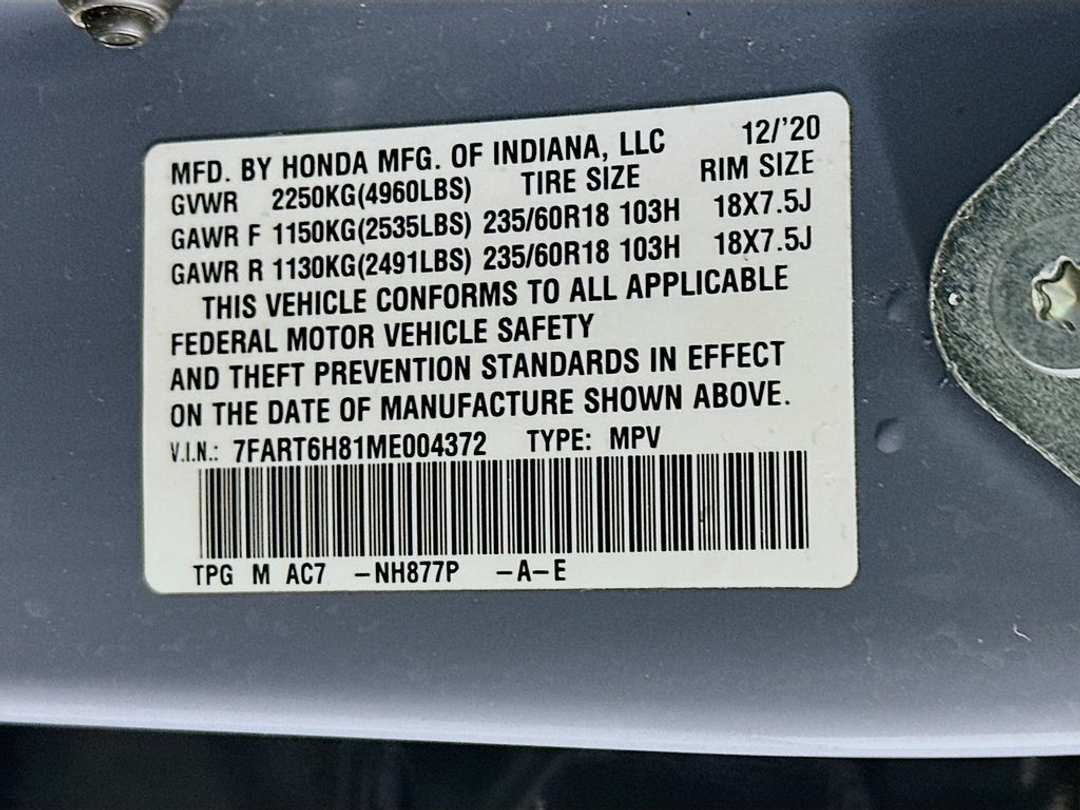 MFD. BY HONDA MFG. OF INDIANA, LLC 12/'20
GVWR 2250KG(4960LBS) TIRE SIZE RIM SIZE
GAWR F 1150KG(2535LBS) 235/60R18 103H 18X7.5J
GAWR R 1130KG(2491LBS) 235/60R18 103H 18X7.5J
THIS VEHICLE CONFORMS TO ALL APPLICABLE
FEDERAL MOTOR VEHICLE SAFETY
AND THEFT PREVENTION STANDARDS IN EFFECT
ON THE DATE OF MANUFACTURE SHOWN ABOVE.
V.I.N.: 7FART6H81ME004372 TYPE: MPV
TPG M AC7 -NH877P -A-E